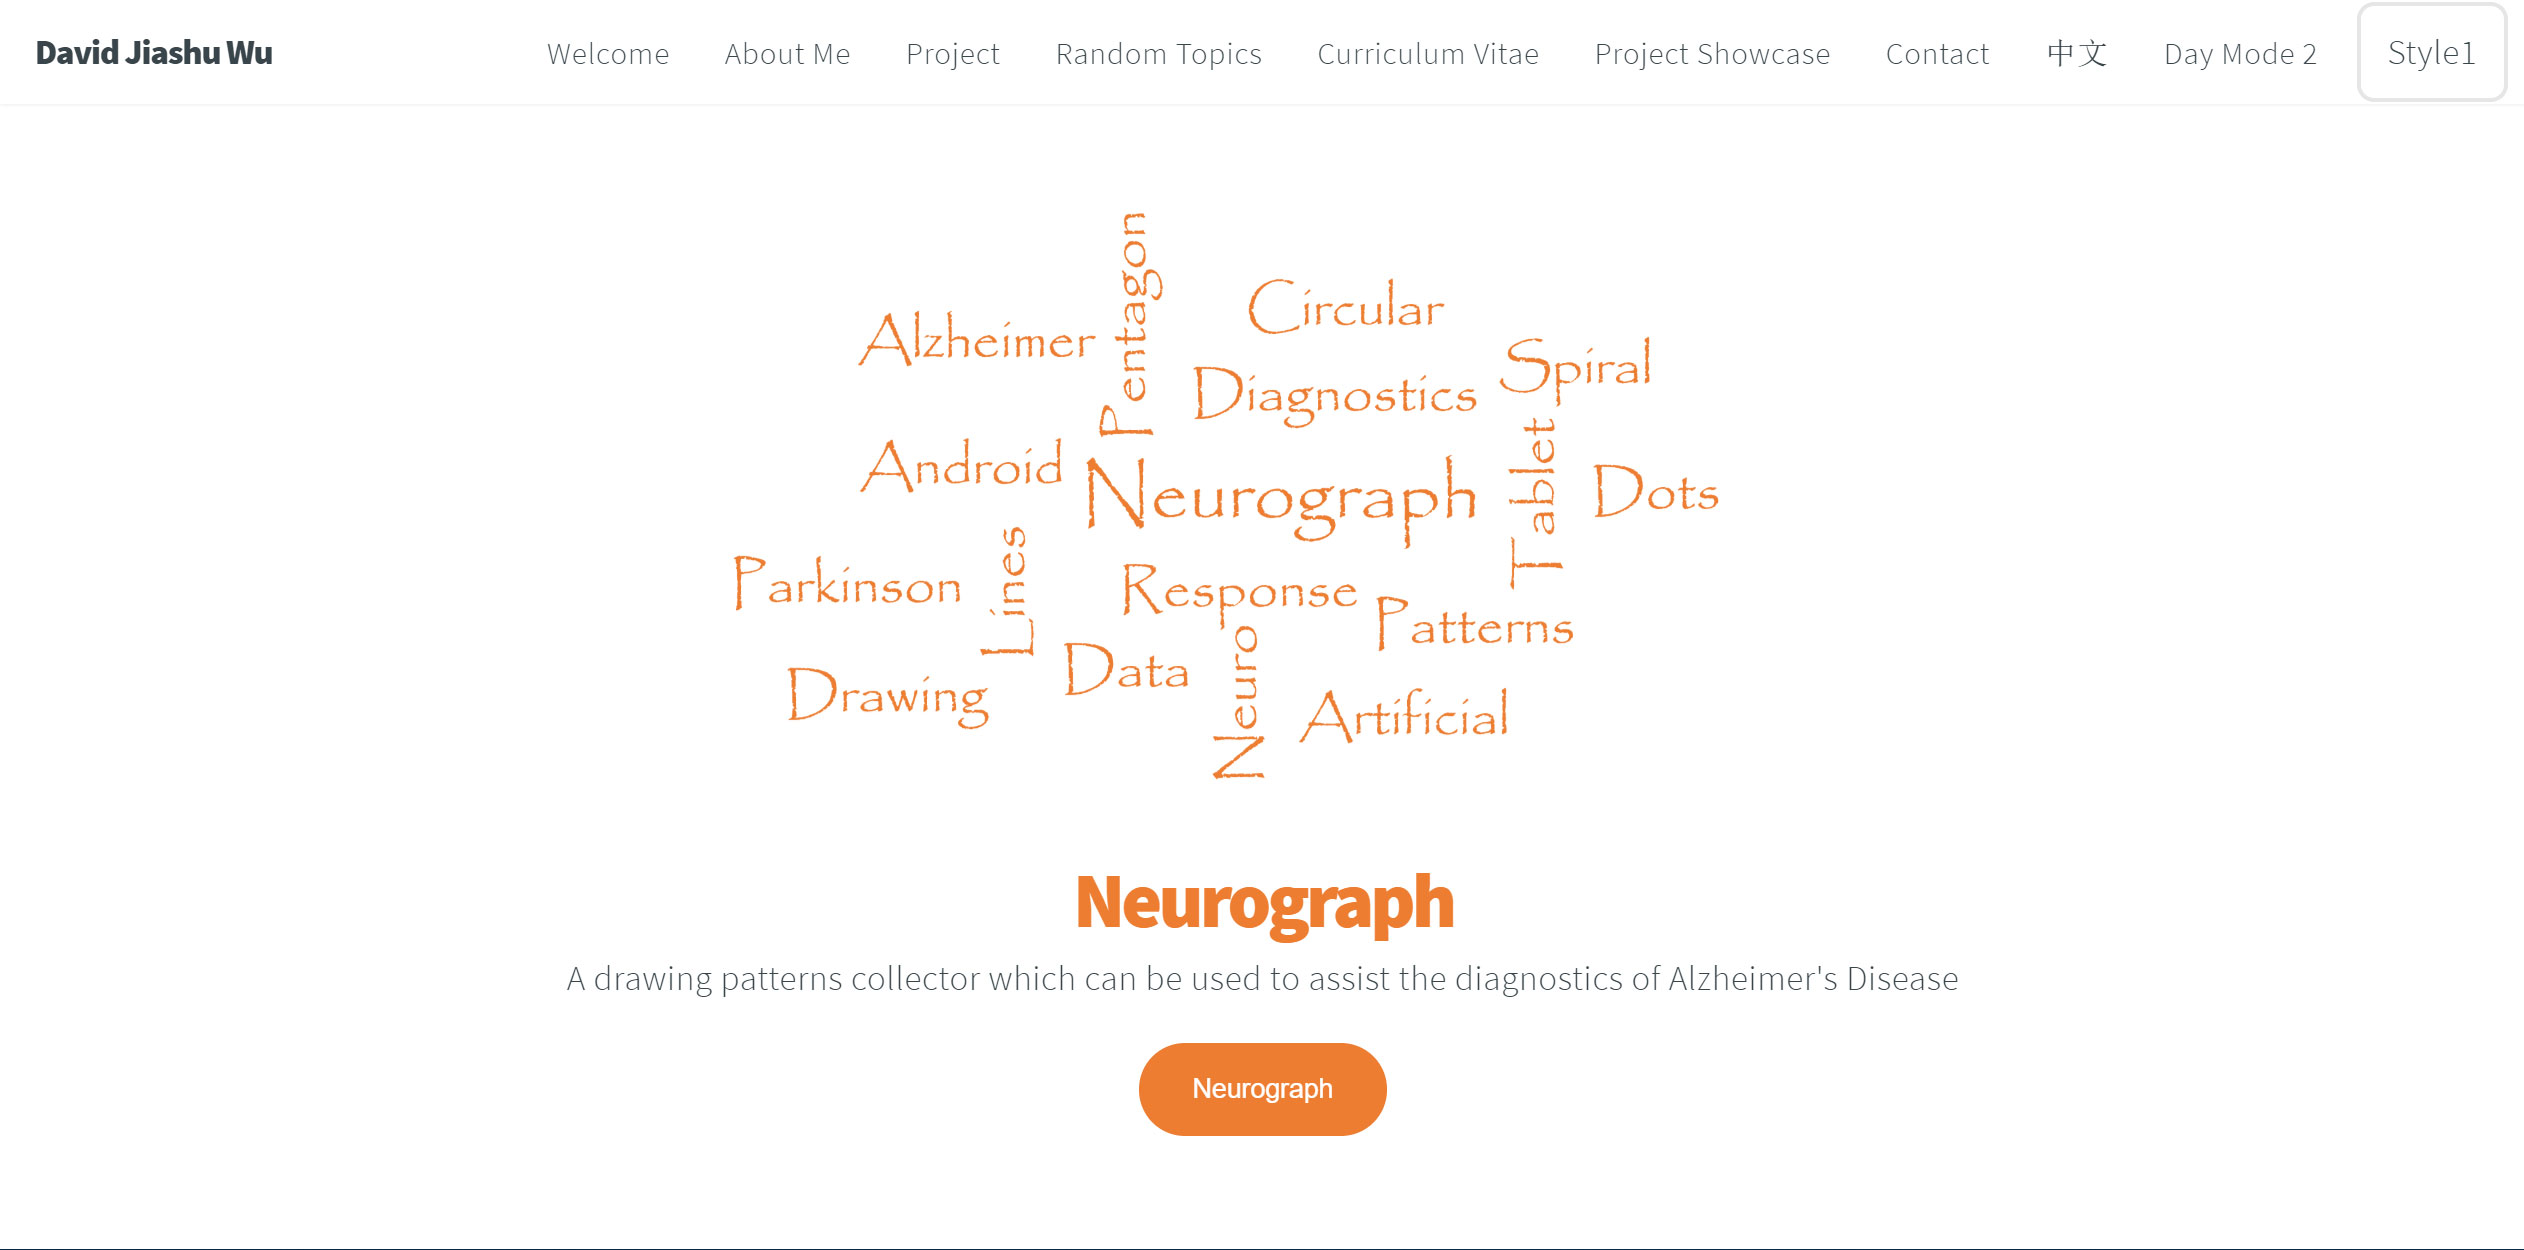 David Jiashu Wu
Welcome About Me Project Random Topics Curriculum Vitae Project Showcase Contact 中文 Day Mode 2 Style1
Pentagon
Circular
Alzheimer
Spiral
Diagnostics
Android
Neurograph
Tablet
Dots
Parkinson
Lines
Response
Patterns
Drawing
Data
Neuro
Artificial
Neurograph
A drawing patterns collector which can be used to assist the diagnostics of Alzheimer's Disease
Neurograph